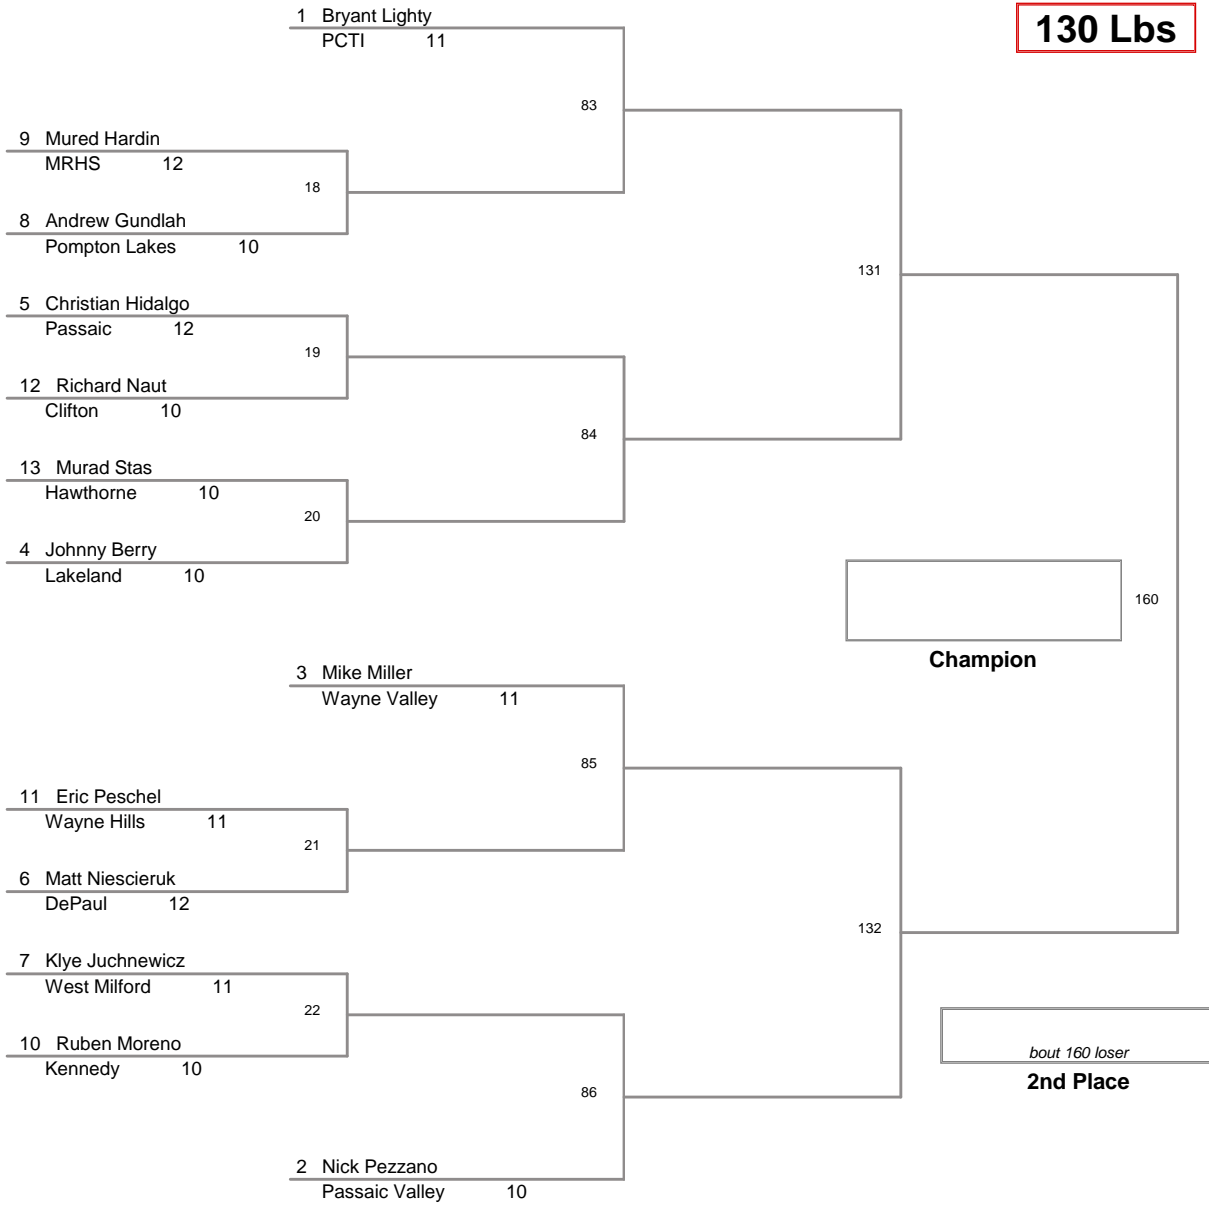 1 Bryant Lighty
130 Lbs
PCTI 11
83
9 Mured Hardin
MRHS 12
18
8 Andrew Gundlah
Pompton Lakes 10
131
5 Christian Hidalgo
Passaic 12
19
12 Richard Naut
Clifton 10
84
13 Murad Stas
Hawthorne 10
20
4 Johnny Berry
Lakeland 10
160
Champion
3 Mike Miller
Wayne Valley 11
85
11 Eric Peschel
Wayne Hills 11
21
6 Matt Niescieruk
DePaul 12
132
7 Klye Juchnewicz
West Milford 11
22
10 Ruben Moreno
Kennedy 10
bout 160 loser
2nd Place
86
2 Nick Pezzano
Passaic Valley 10